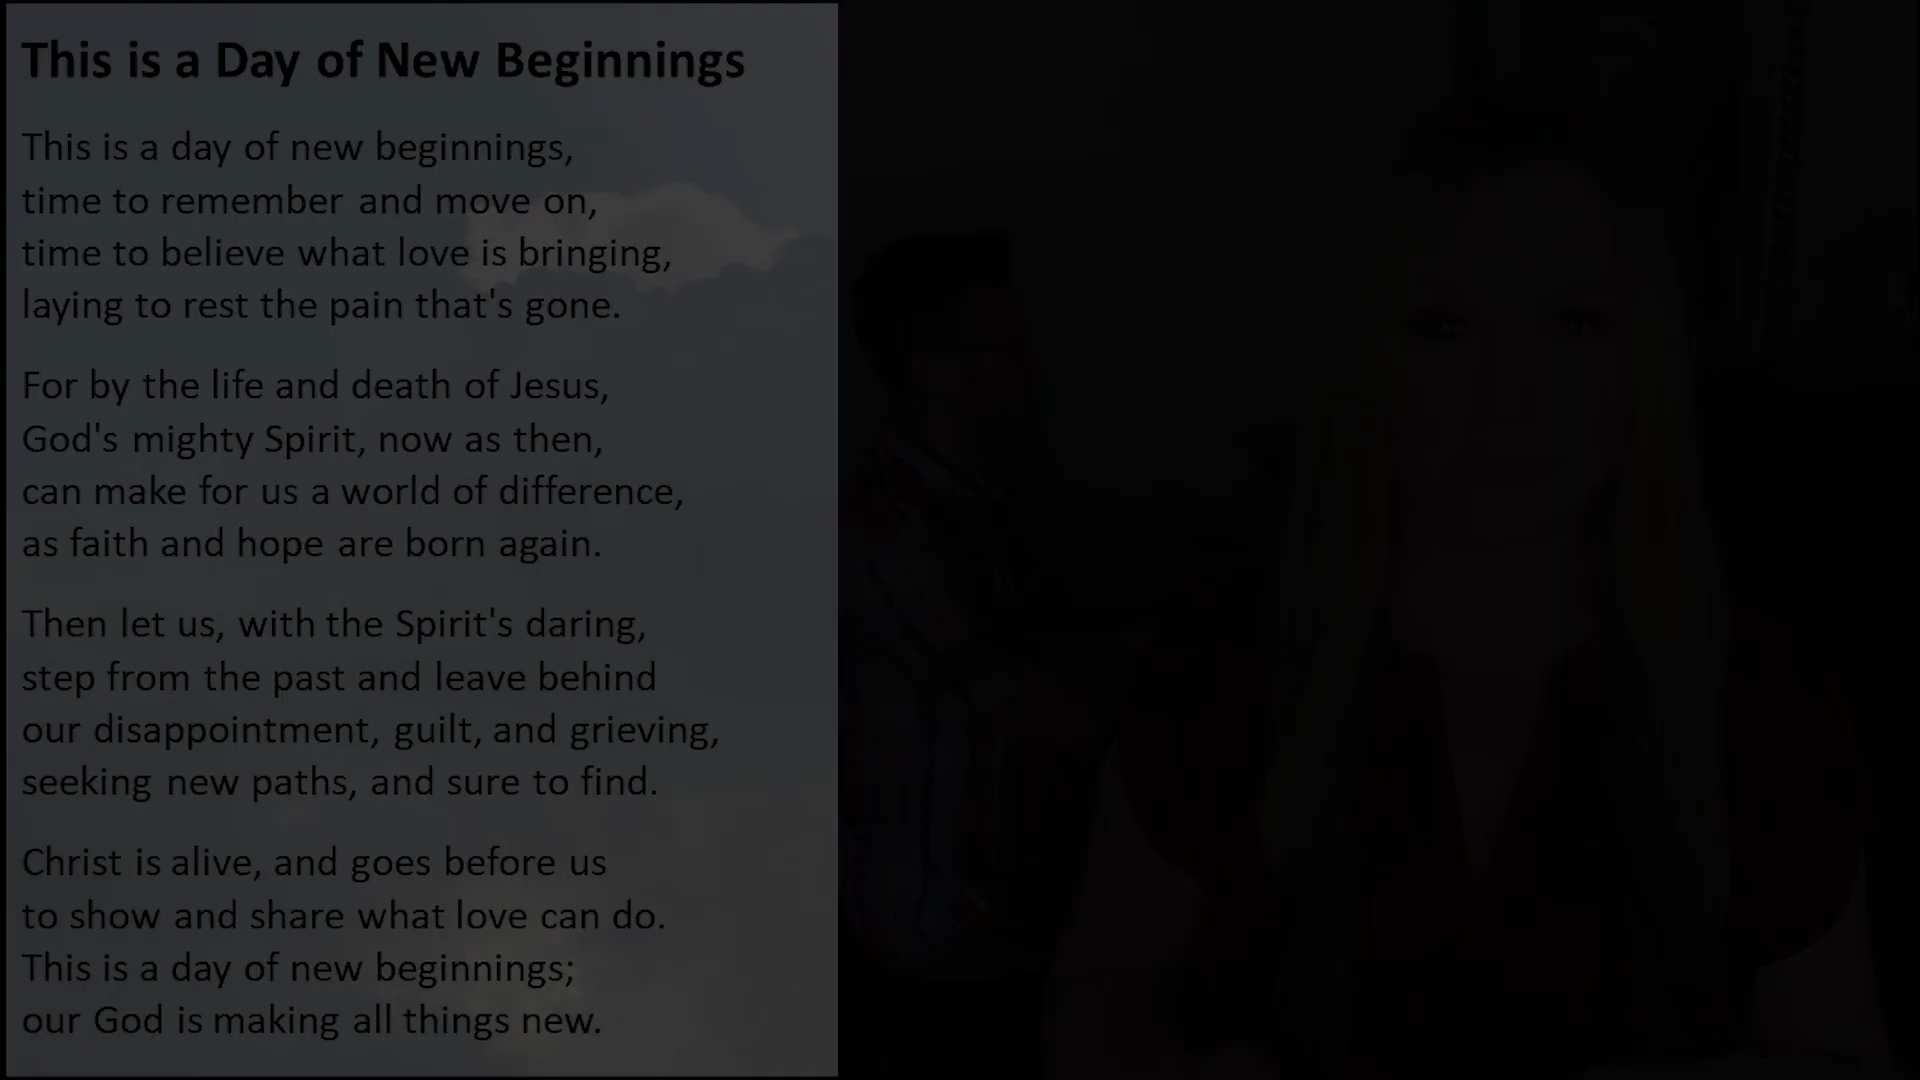 This is a Day of New Beginnings
This is a day of new beginnings,
time to remember and move on,
time to believe what love is bringing,
laying to rest the pain that's gone.
For by the life and death of Jesus,
God's mighty Spirit, now as then,
can make for us a world of difference,
as faith and hope are born again.
Then let us, with the Spirit's daring,
step from the past and leave behind
our disappointment, guilt, and grieving,
seeking new paths, and sure to find.
Christ is alive, and goes before us
to show and share what love can do.
This is a day of new beginnings;
our God is making all things new.